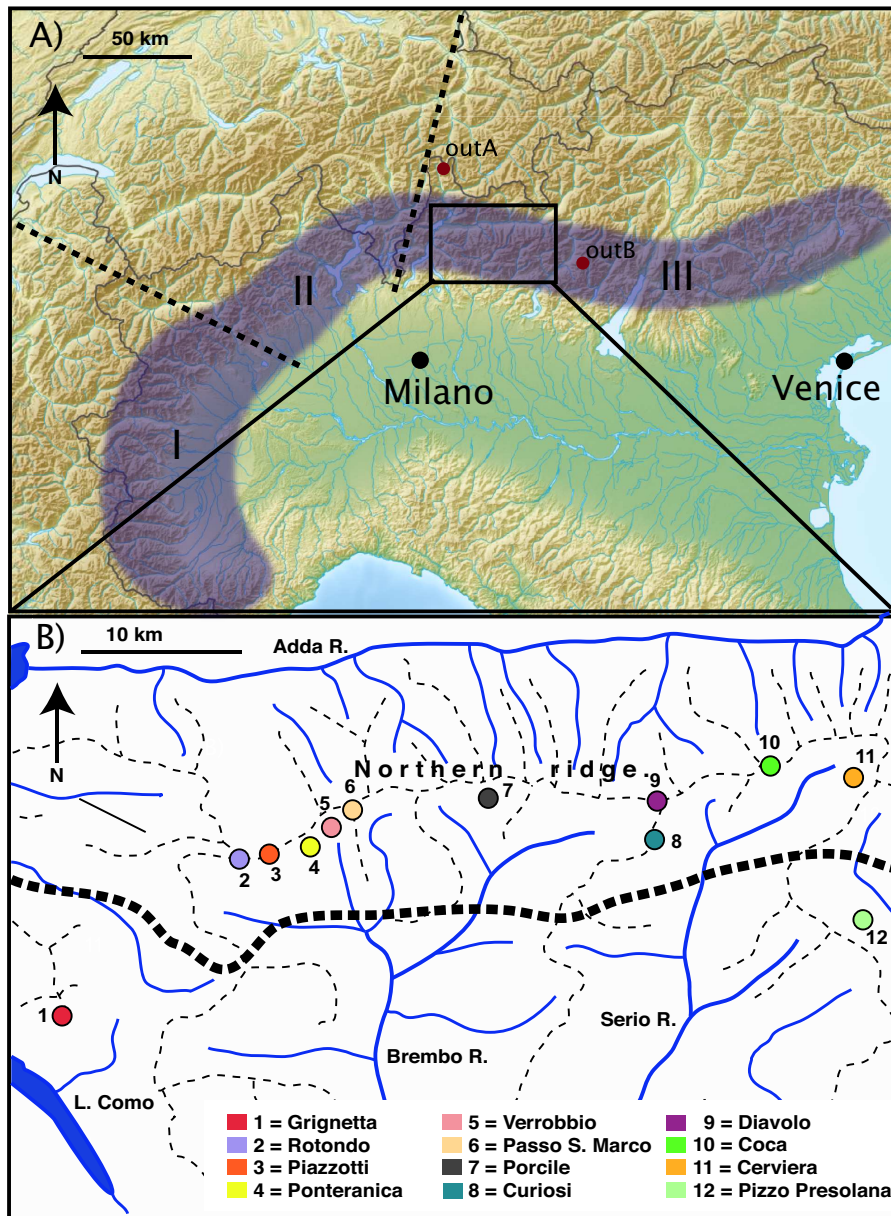 A)
50 km
N
outA
outB
II
III
I
Milano
Venice
B)
10 km
Adda R.
N
Northern ridge
10
11
9
7
6
5
8
4
3
2
12
1
Serio R.
Brembo R.
L. Como
1 = Grignetta
2 = Rotondo
3 = Piazzotti
4 = Ponteranica
5 = Verrobbio
6 = Passo S. Marco
7 = Porcile
8 = Curiosi
9 = Diavolo
10 = Coca
11 = Cerviera
12 = Pizzo Presolana